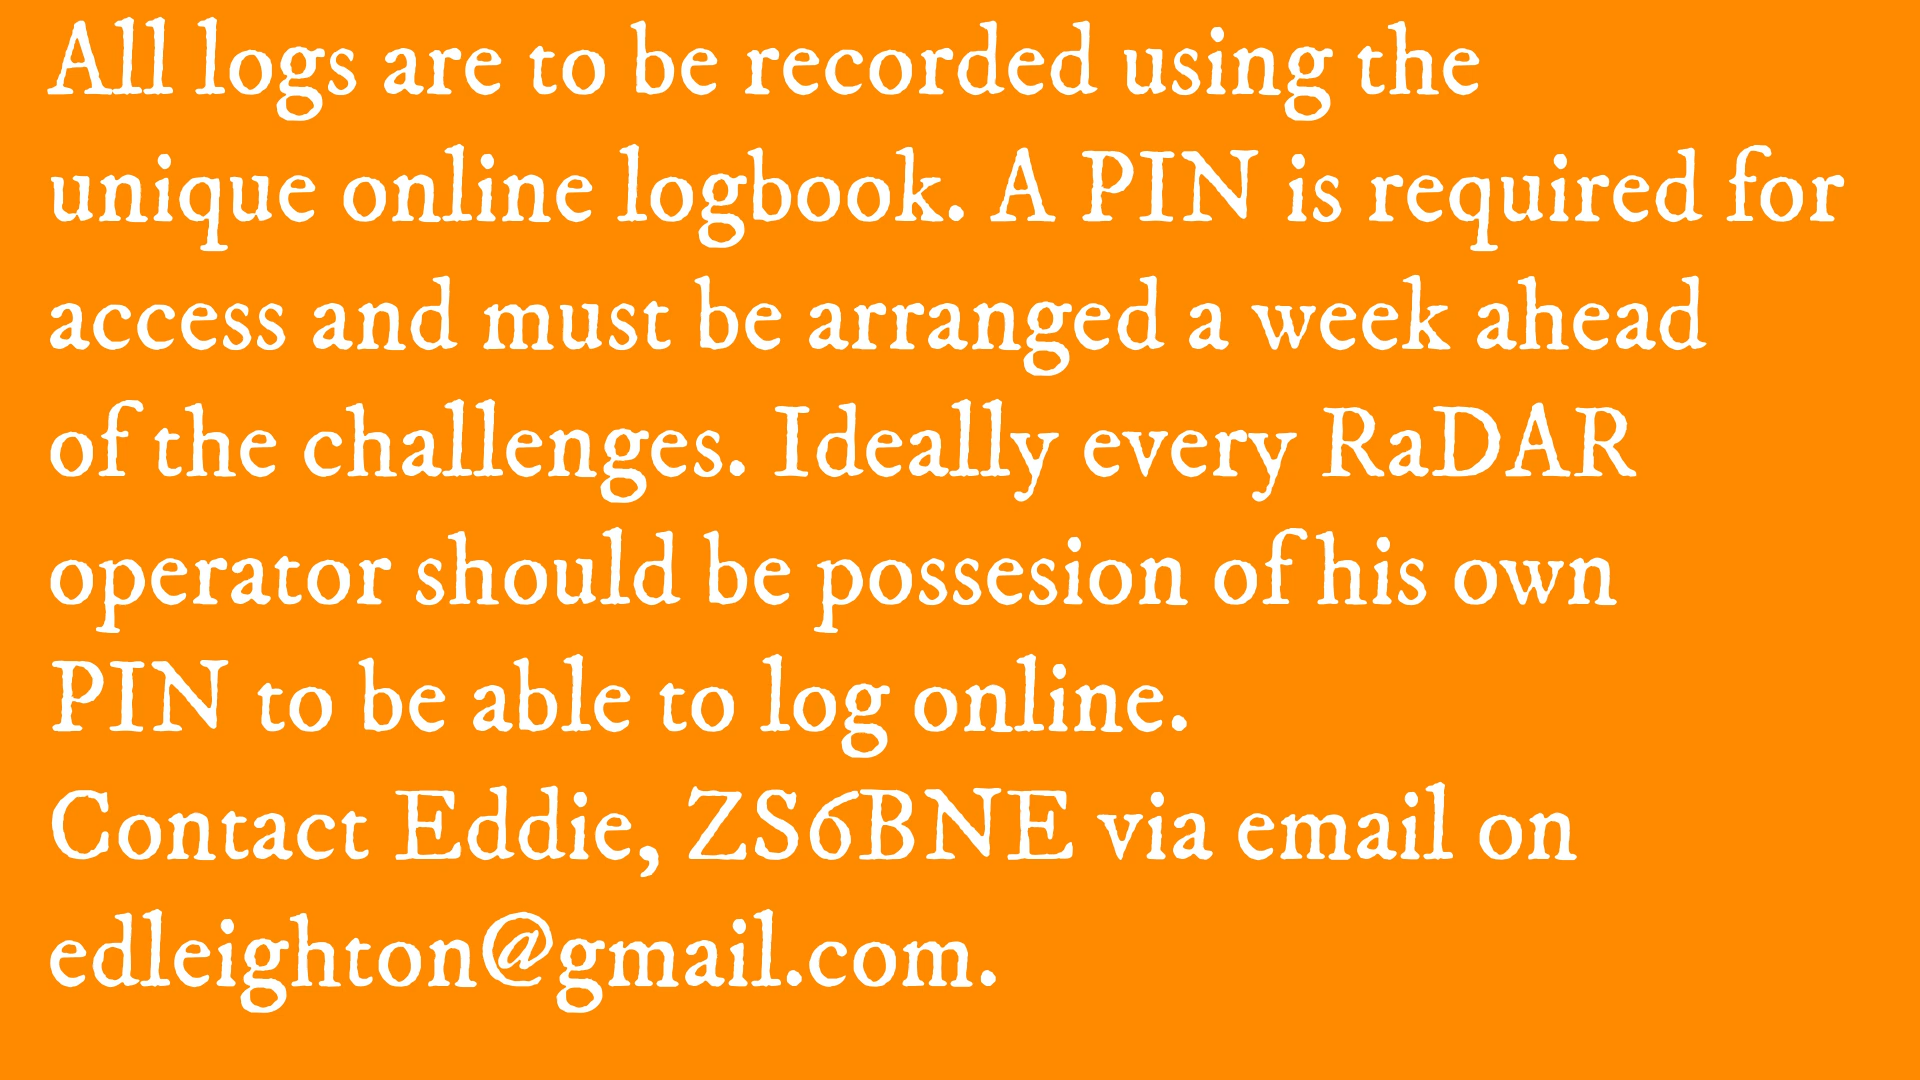 All logs are to be recorded using the
unique online logbook. A PIN is required for
access and must be arranged a week ahead
of the challenges. Ideally every RaDAR
operator should be possesion of his own
PIN to be able to log online.
Contact Eddie, ZS6BNE via email on
edleighton@gmail.com.